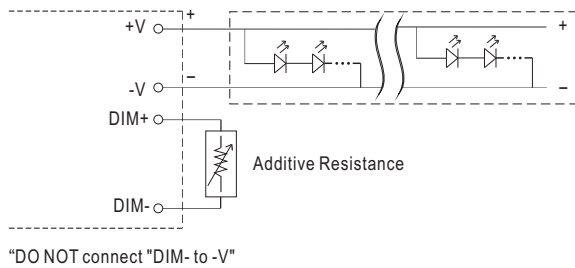 +V
+
+
-V
–
–
DIM+
Additive Resistance
DIM-
“DO NOT connect "DIM- to -V"